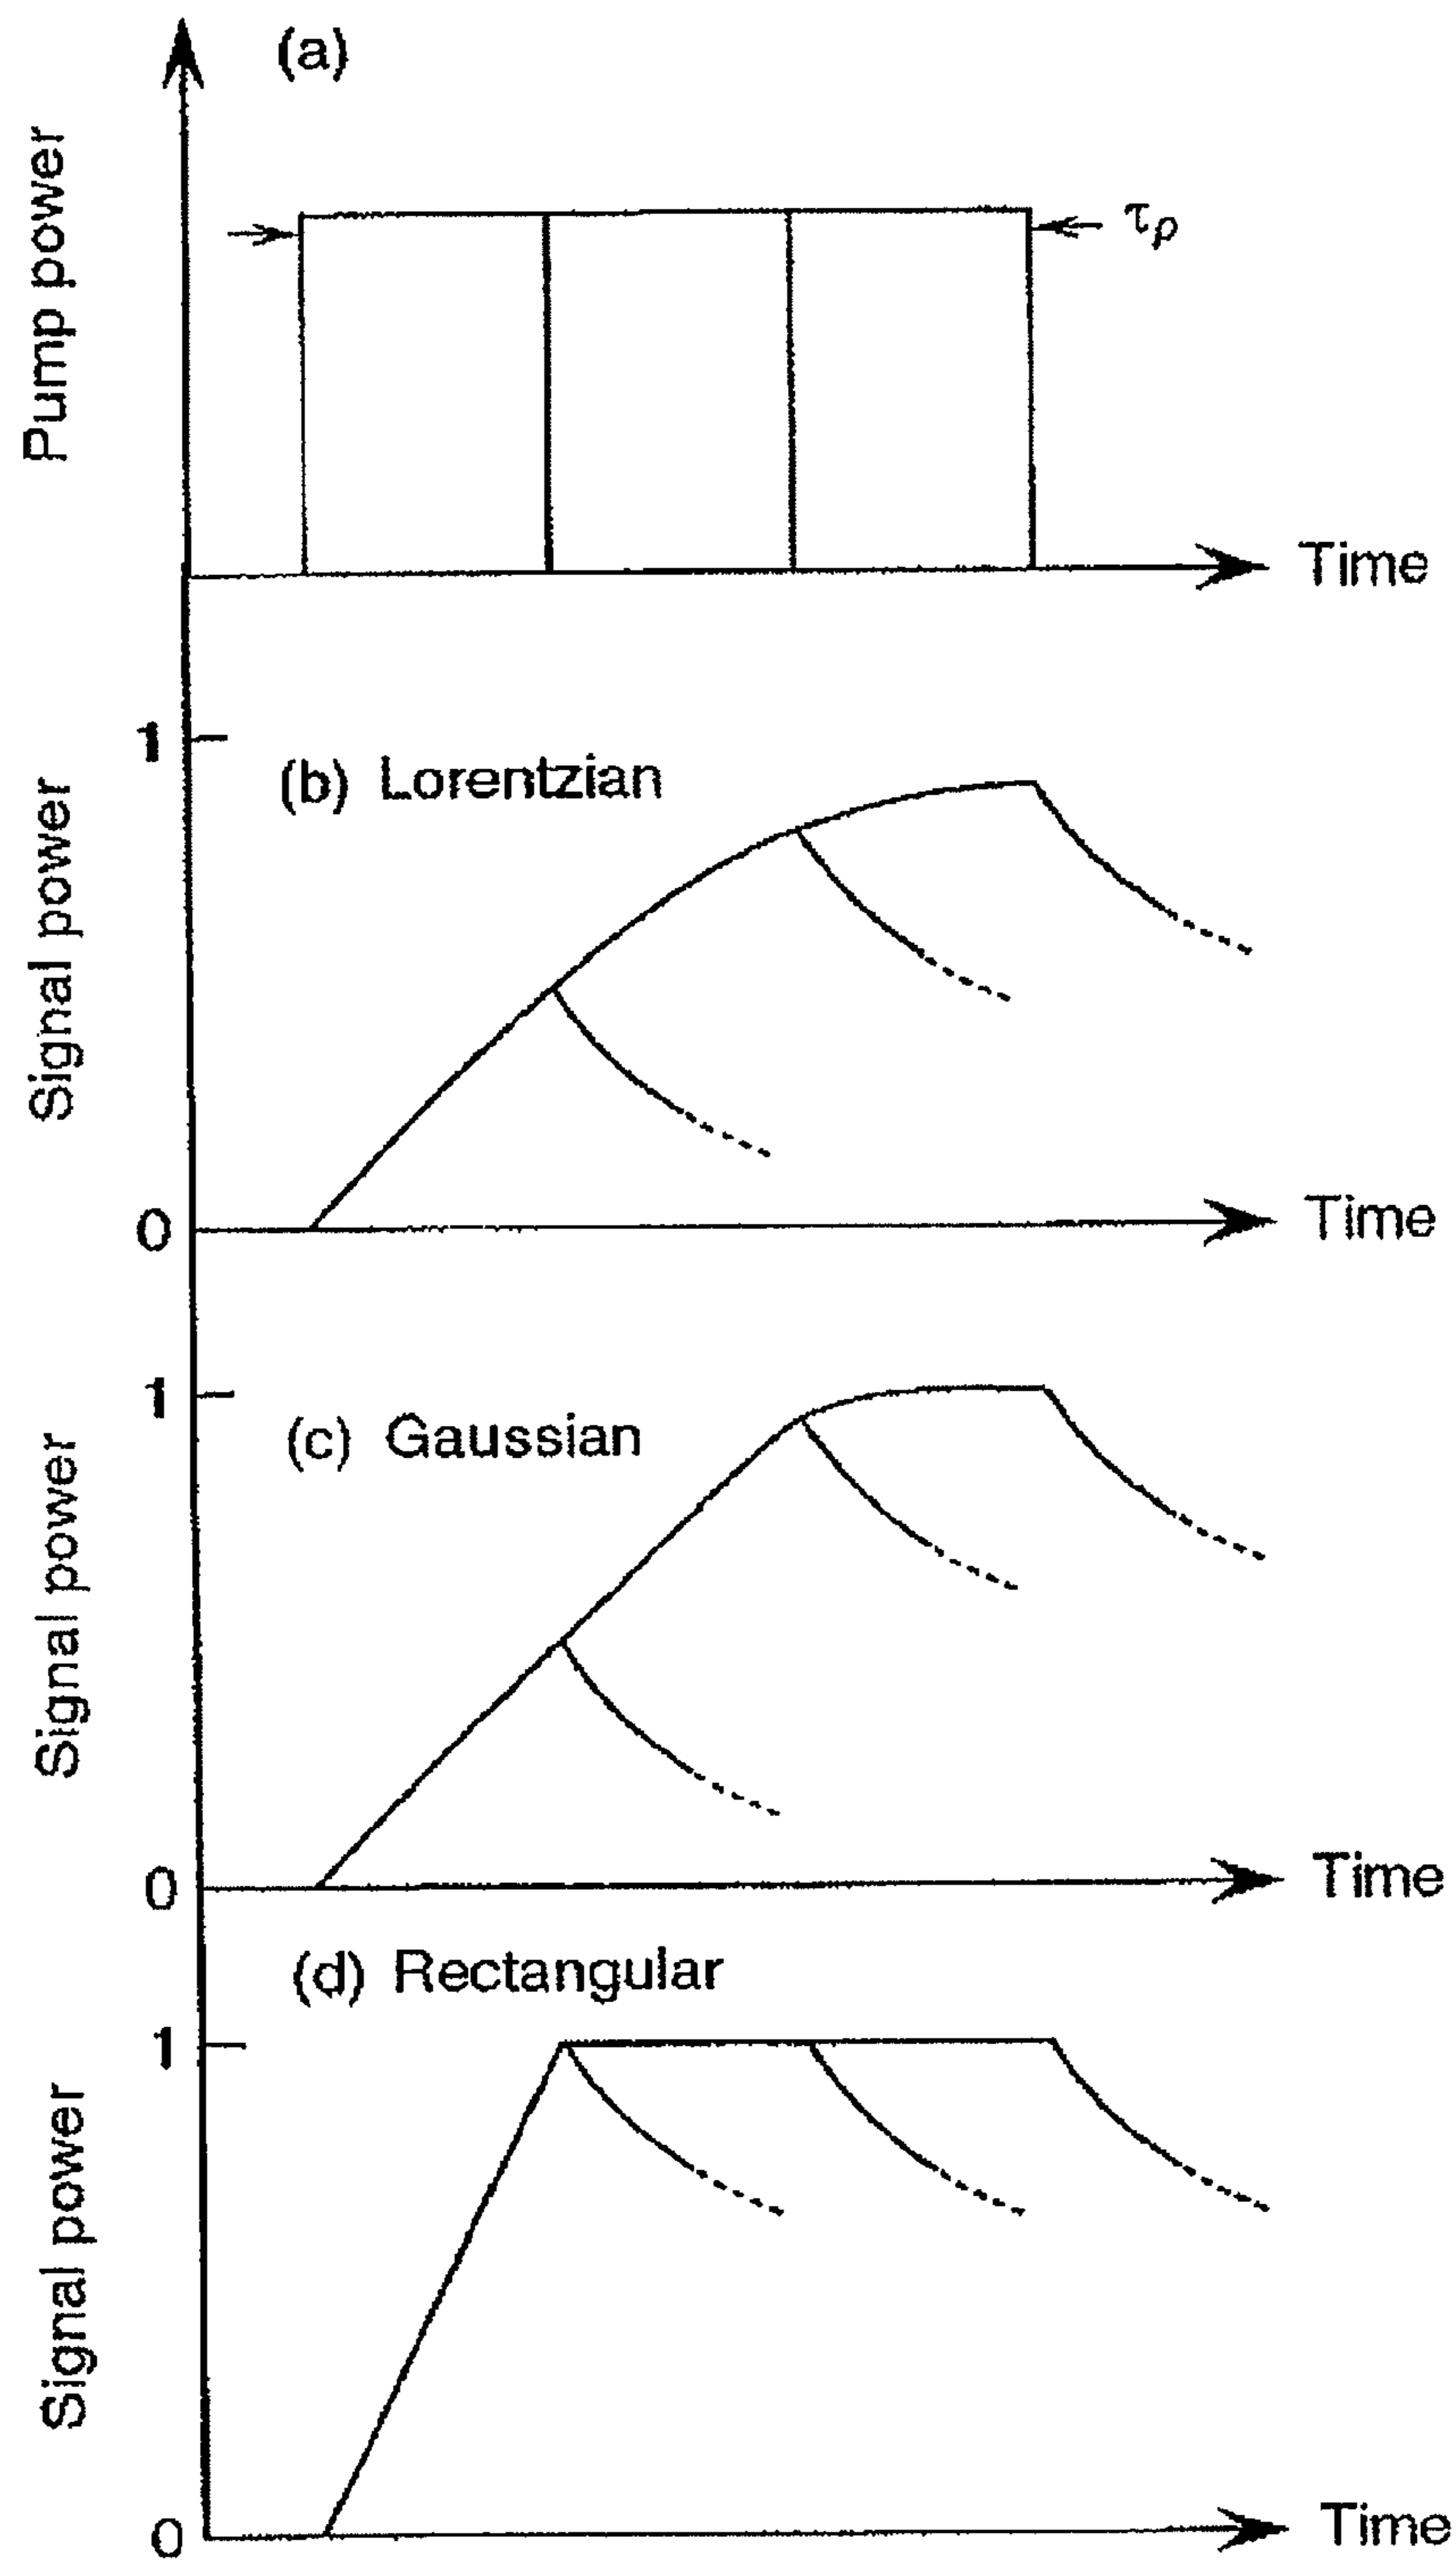 (a)
Pump power
τp
Time
1
(b) Lorentzian
Signal power
0
Time
1
(c) Gaussian
Signal power
0
Time
(d) Rectangular
1
Signal power
0
Time